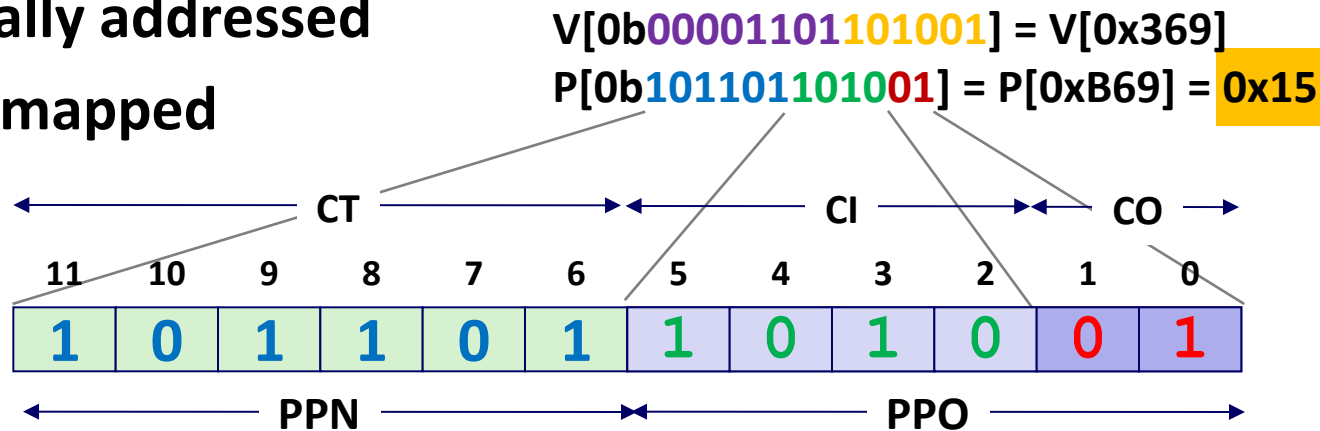 ally addressed
mapped
V[0b00001101101001] = V[0x369]
P[0b101101101001] = P[0xB69] = 0x15
CT CI CO
11 10 9 8 7 6 5 4 3 2 1 0
1 0 1 1 0 1 1 0 1 0 0 1
PPN PPO